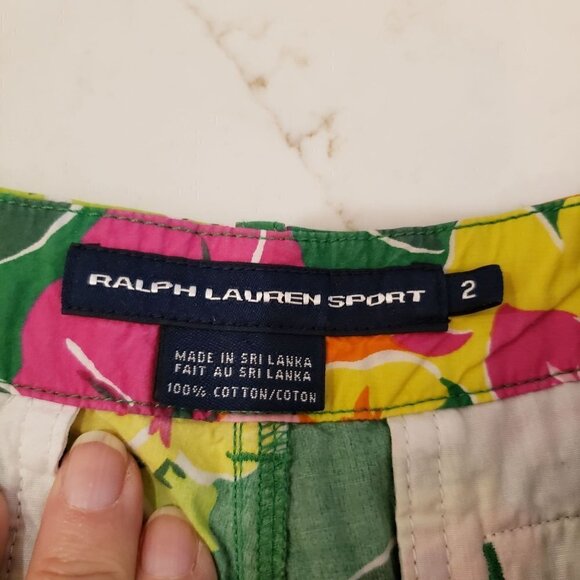 RALPH LAUREN SPORT 2
MADE IN SRI LANKA
FAIT AU SRI LANKA
100% COTTON/COTON